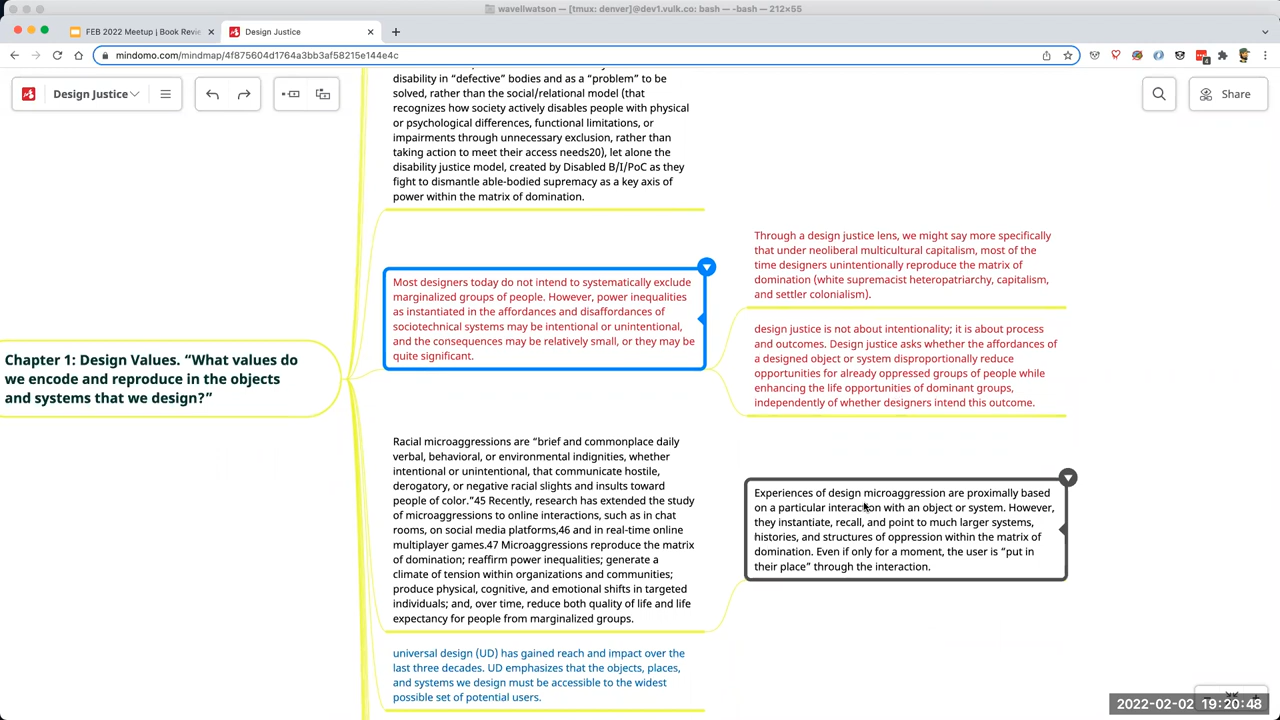 wavellwatson — [tmux: denver]@dev1.vulk.co: bash — -bash — 212×55
FEB 2022 Meetup | Book Revie
Design Justice
mindomo.com/mindmap/4f875604d1764a3bb3af58215e144e4c
4
Design Justice
Share
disability in “defective” bodies and as a “problem” to be
solved, rather than the social/relational model (that
recognizes how society actively disables people with physical
or psychological differences, functional limitations, or
impairments through unnecessary exclusion, rather than
taking action to meet their access needs20), let alone the
disability justice model, created by Disabled B/I/PoC as they
fight to dismantle able-bodied supremacy as a key axis of
power within the matrix of domination.
Through a design justice lens, we might say more specifically
that under neoliberal multicultural capitalism, most of the
time designers unintentionally reproduce the matrix of
domination (white supremacist heteropatriarchy, capitalism,
and settler colonialism).
Most designers today do not intend to systematically exclude
marginalized groups of people. However, power inequalities
as instantiated in the affordances and disaffordances of
sociotechnical systems may be intentional or unintentional,
and the consequences may be relatively small, or they may be
quite significant.
design justice is not about intentionality; it is about process
and outcomes. Design justice asks whether the affordances of
a designed object or system disproportionally reduce
opportunities for already oppressed groups of people while
enhancing the life opportunities of dominant groups,
independently of whether designers intend this outcome.
Chapter 1: Design Values. “What values do
we encode and reproduce in the objects
and systems that we design?”
Racial microaggressions are “brief and commonplace daily
verbal, behavioral, or environmental indignities, whether
intentional or unintentional, that communicate hostile,
derogatory, or negative racial slights and insults toward
people of color.”45 Recently, research has extended the study
of microaggressions to online interactions, such as in chat
rooms, on social media platforms,46 and in real-time online
multiplayer games.47 Microaggressions reproduce the matrix
of domination; reaffirm power inequalities; generate a
climate of tension within organizations and communities;
produce physical, cognitive, and emotional shifts in targeted
individuals; and, over time, reduce both quality of life and life
expectancy for people from marginalized groups.
Experiences of design microaggression are proximally based
on a particular interaction with an object or system. However,
they instantiate, recall, and point to much larger systems,
histories, and structures of oppression within the matrix of
domination. Even if only for a moment, the user is “put in
their place” through the interaction.
universal design (UD) has gained reach and impact over the
last three decades. UD emphasizes that the objects, places,
and systems we design must be accessible to the widest
possible set of potential users.
2022-02-02 19:20:48